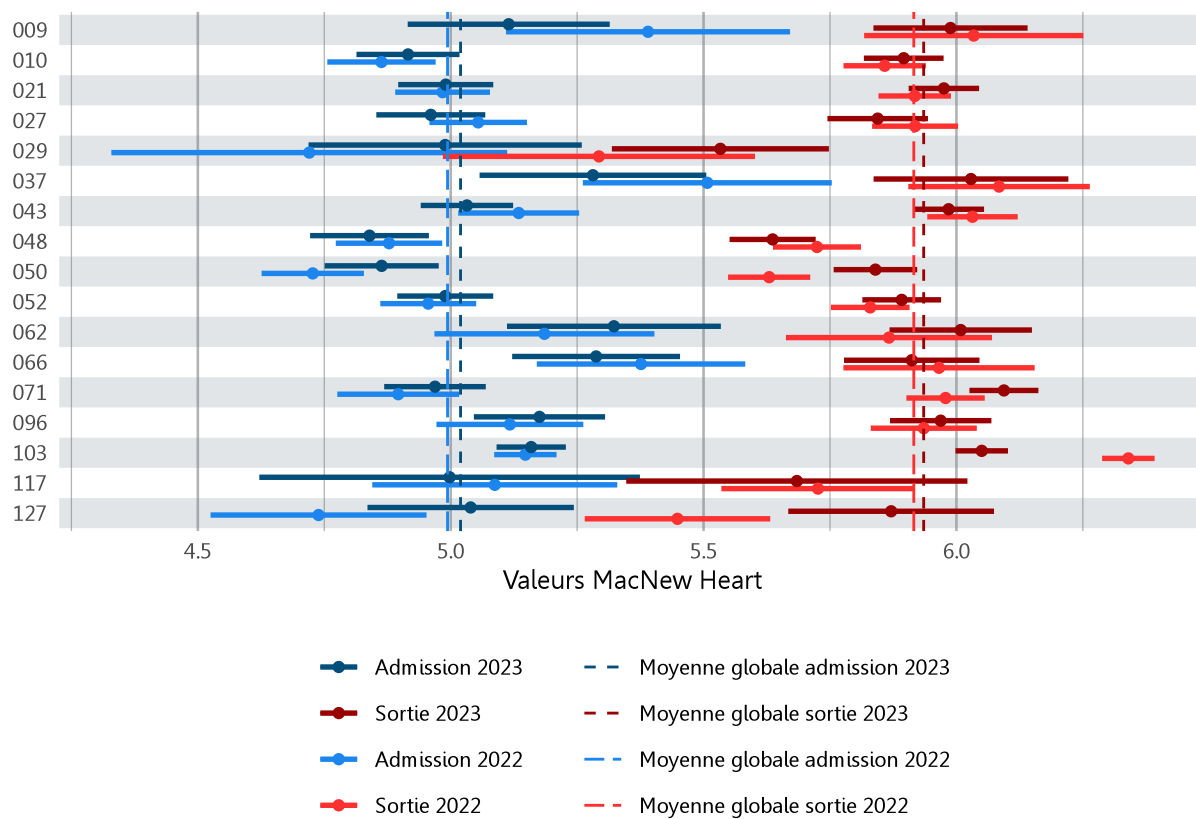 009
010
021
027
029
037
043
048
050
052
062
066
071
096
103
117
127
4.5 5.0 5.5 6.0
Valeurs MacNew Heart
Admission 2023 Moyenne globale admission 2023
Sortie 2023 Moyenne globale sortie 2023
Admission 2022 Moyenne globale admission 2022
Sortie 2022 Moyenne globale sortie 2022